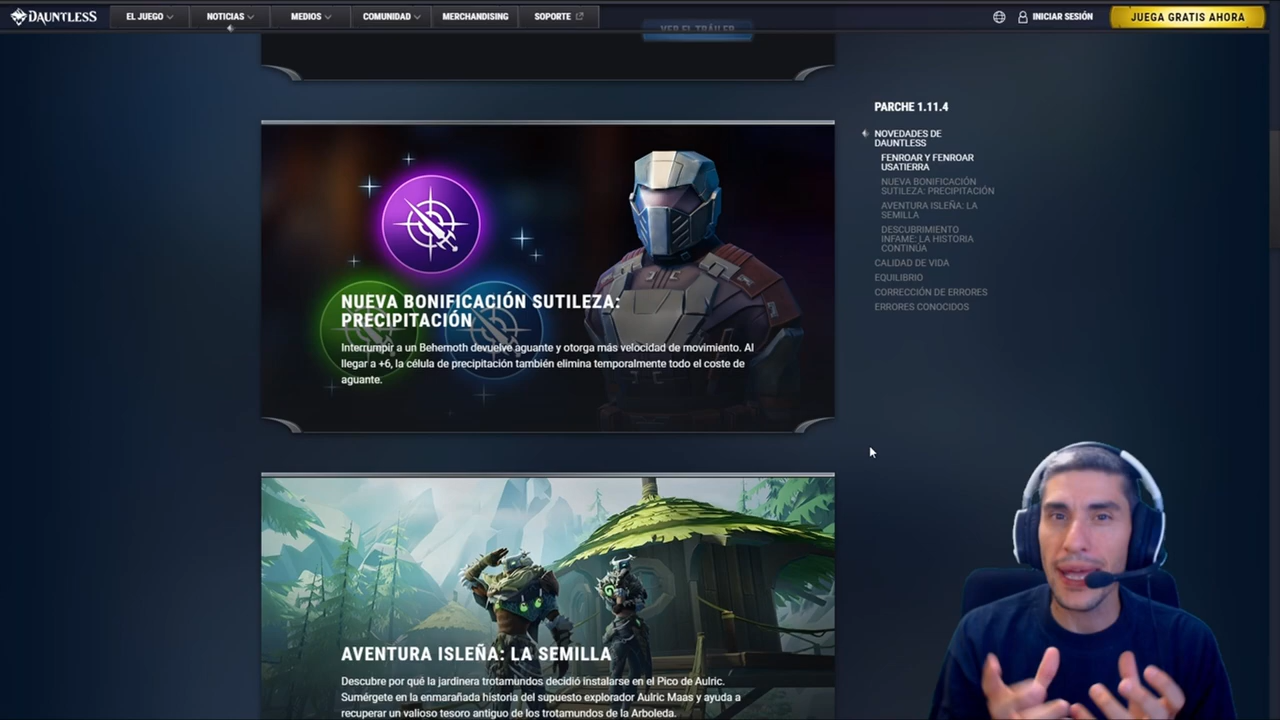 DAUNTLESS
EL JUEGO
NOTICIAS
MEDIOS
COMUNIDAD
MERCHANDISING
SOPORTE
INICIAR SESIÓN
JUEGA GRATIS AHORA
VER EL TRÁILER
NUEVA BONIFICACIÓN SUTILEZA:
PRECIPITACIÓN
Interrumpir a un Behemoth devuelve aguante y otorga más velocidad de movimiento. Al
llegar a +6, la célula de precipitación también elimina temporalmente todo el coste de
aguante.
AVENTURA ISLEÑA: LA SEMILLA
Descubre por qué la jardinera trotamundos decidió instalarse en el Pico de Aulric.
Sumérgete en la enmarañada historia del supuesto explorador Aulric Maas y ayuda a
recuperar un valioso tesoro antiguo de los trotamundos de la Arboleda.
PARCHE 1.11.4
NOVEDADES DE
DAUNTLESS
FENROAR Y FENROAR
USATIERRA
NUEVA BONIFICACIÓN
SUTILEZA: PRECIPITACIÓN
AVENTURA ISLEÑA: LA
SEMILLA
DESCUBRIMIENTO
INFAME: LA HISTORIA
CONTINÚA
CALIDAD DE VIDA
EQUILIBRIO
CORRECCIÓN DE ERRORES
ERRORES CONOCIDOS